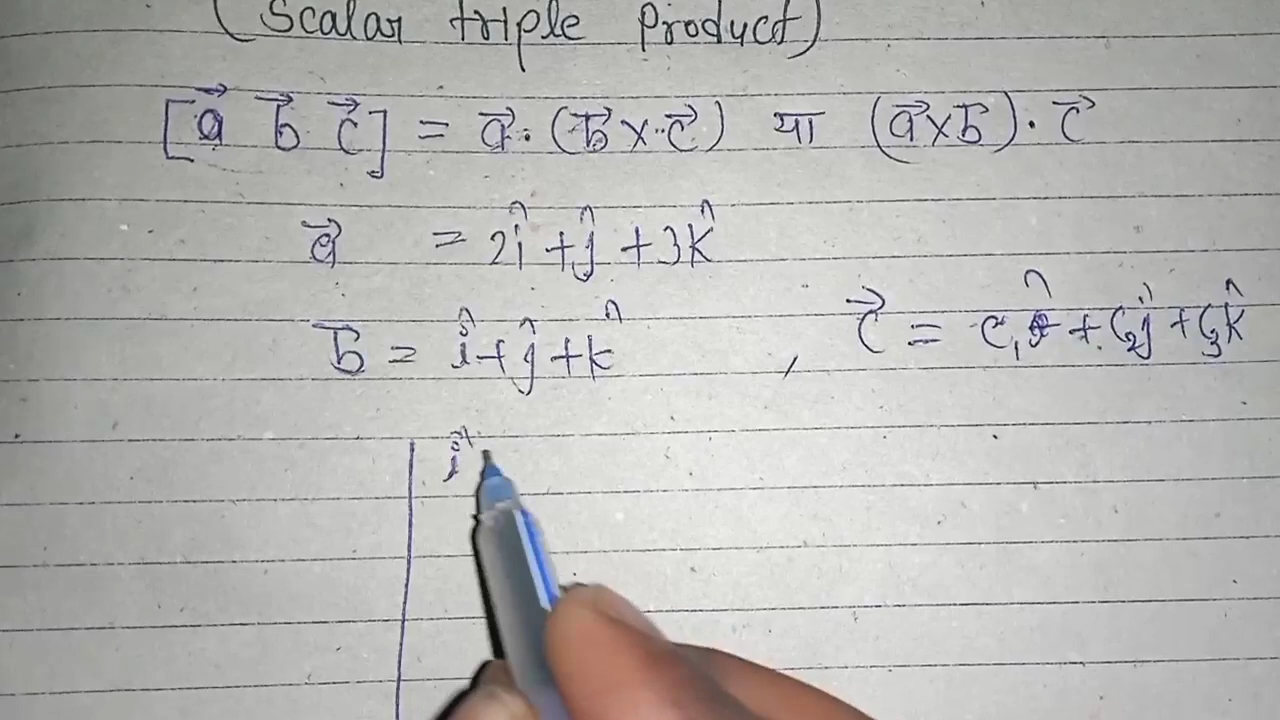 (Scalar triple product)
[a⃗ b⃗ c⃗] = a⃗ · (b⃗ × c⃗) या (a⃗ × b⃗) · c⃗
a⃗ = 2î + ĵ + 3k̂
b⃗ = î + ĵ + k̂ , c⃗ = c₁î + c₂ĵ + c₃k̂
î